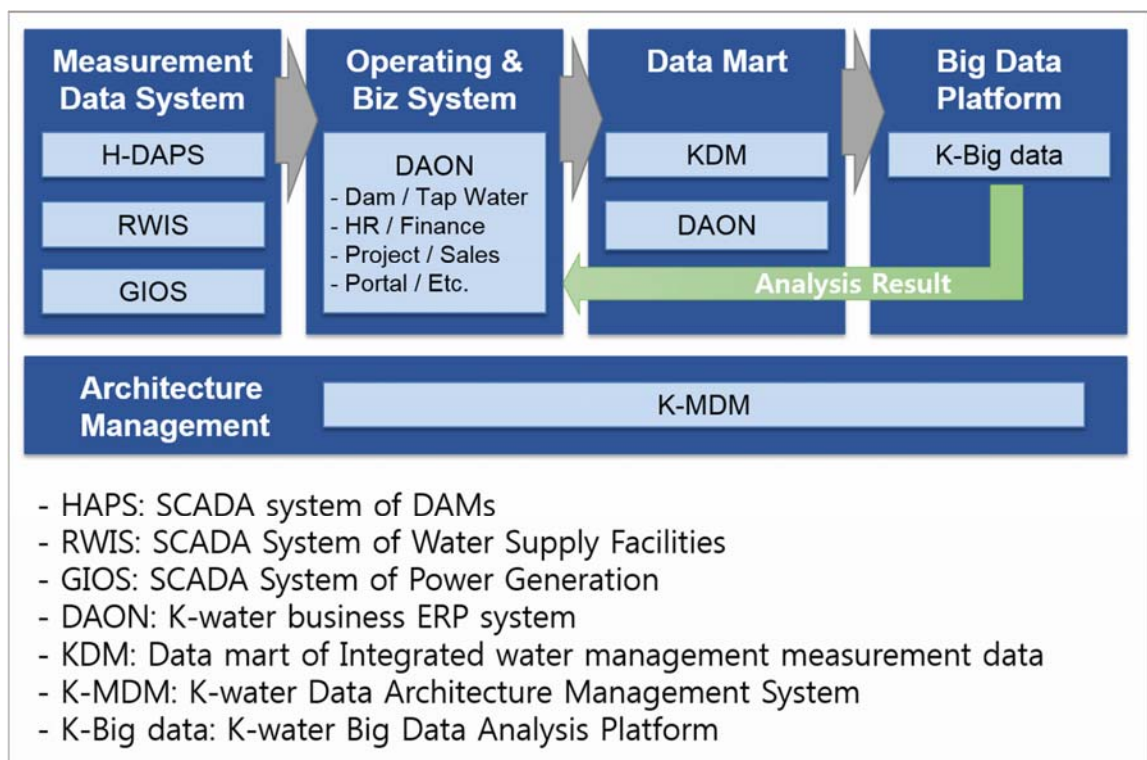 Measurement
Data System
H-DAPS
RWIS
GIOS
Operating &
Biz System
DAON
- Dam / Tap Water
- HR / Finance
- Project / Sales
- Portal / Etc.
Data Mart
KDM
DAON
Big Data
Platform
K-Big data
Analysis Result
Architecture
Management
K-MDM
- HAPS: SCADA system of DAMs
- RWIS: SCADA System of Water Supply Facilities
- GIOS: SCADA System of Power Generation
- DAON: K-water business ERP system
- KDM: Data mart of Integrated water management measurement data
- K-MDM: K-water Data Architecture Management System
- K-Big data: K-water Big Data Analysis Platform